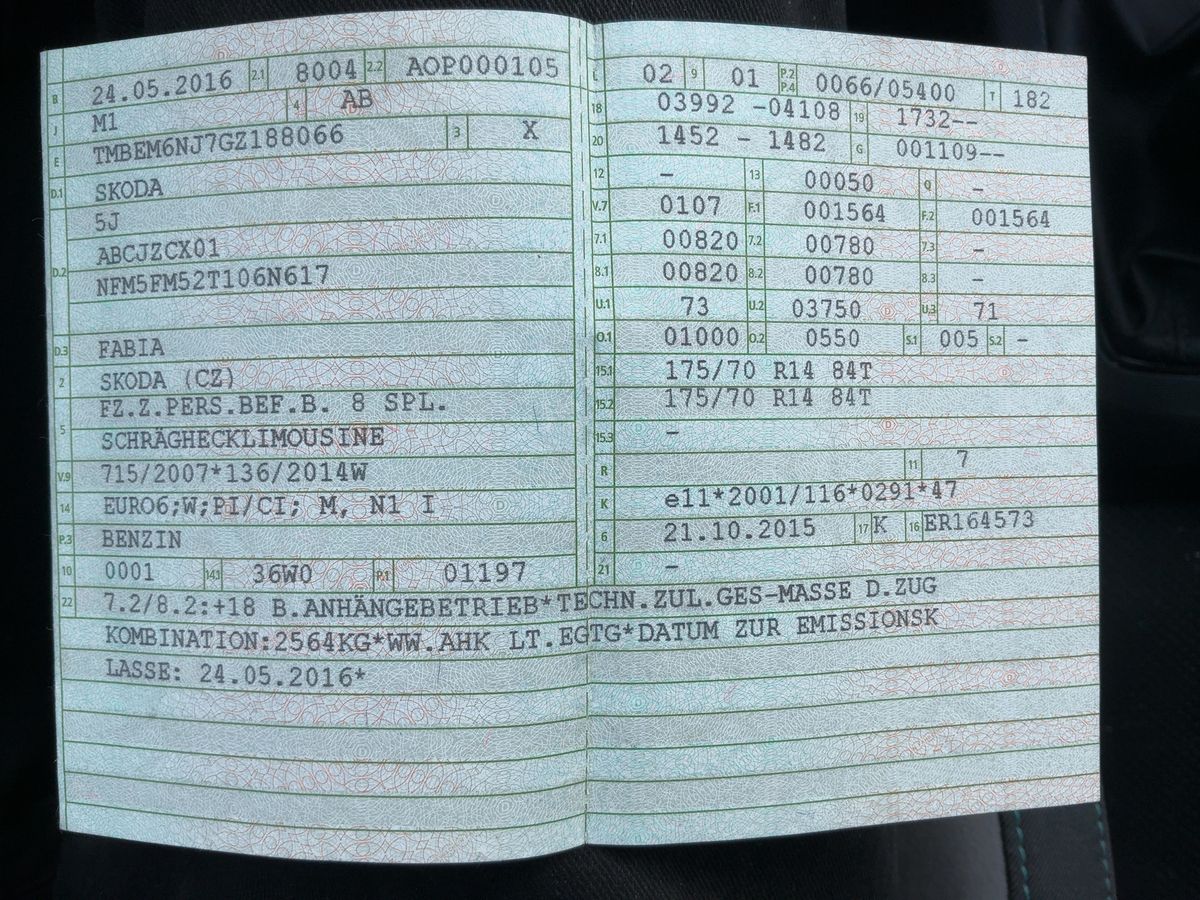 B 24.05.2016 2.1 8004 2.2 AOP000105
J M1 4 AB
E TMBEM6NJ7GZ188066 3 X
D.1 SKODA
5J
D.2 ABCJZCX01
NFM5FM52T106N617
D.3 FABIA
2 SKODA (CZ)
5 FZ.Z.PERS.BEF.B. 8 SPL.
SCHRÄGHECKLIMOUSINE
V.9 715/2007*136/2014W
14 EURO6;W;PI/CI; M, N1 I
P.3 BENZIN
10 0001 14.1 36W0 P.1 01197
L 02 9 01 P.2 P.4 0066/05400 T 182
18 03992 -04108 19 1732--
20 1452 - 1482 G 001109--
12 - 13 00050 Q -
V.7 0107 F.1 001564 F.2 001564
7.1 00820 7.2 00780 7.3 -
8.1 00820 8.2 00780 8.3 -
U.1 73 U.2 03750 U.3 71
O.1 01000 O.2 0550 S.1 005 S.2 -
15.1 175/70 R14 84T
15.2 175/70 R14 84T
15.3 -
R 11 7
K e11*2001/116*0291*47
6 21.10.2015 17 K 16 ER164573
21 -
22 7.2/8.2:+18 B.ANHÄNGEBETRIEB*TECHN.ZUL.GES-MASSE D.ZUG
KOMBINATION:2564KG*WW.AHK LT.EGTG*DATUM ZUR EMISSIONSK
LASSE: 24.05.2016*